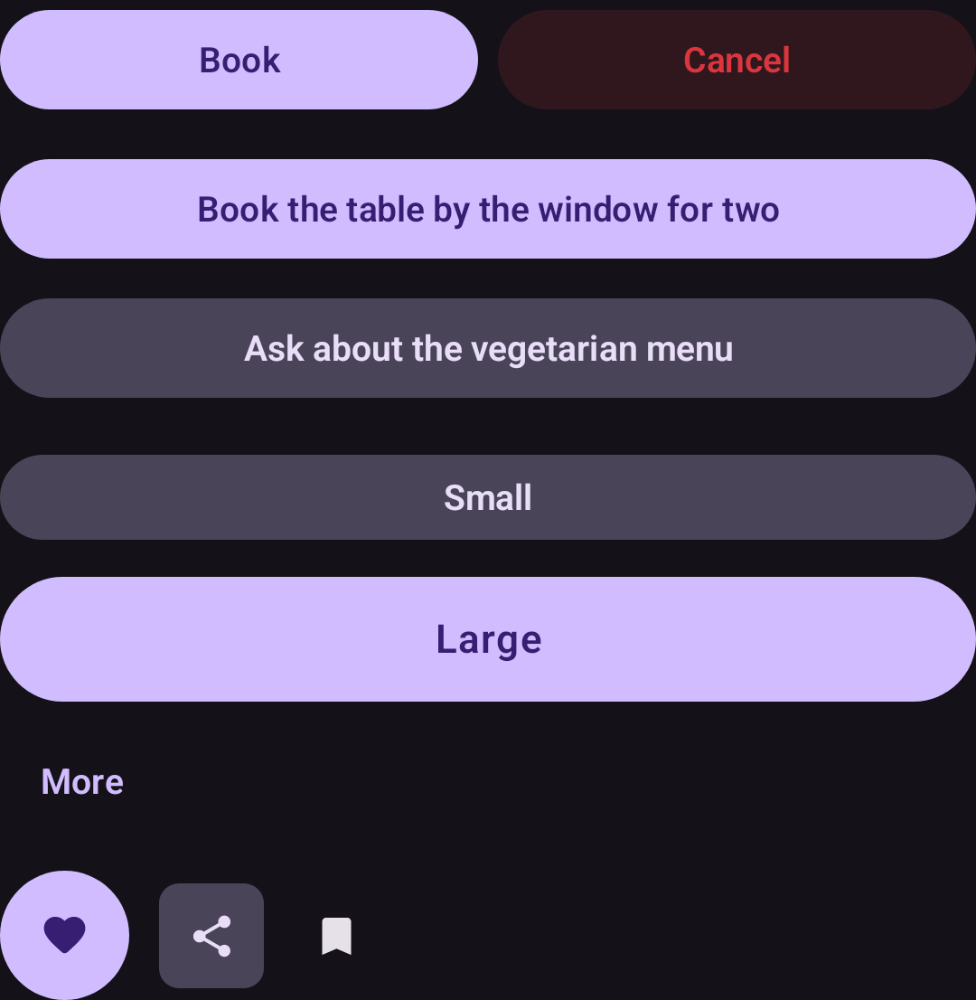 Book
Cancel
Book the table by the window for two
Ask about the vegetarian menu
Small
Large
More